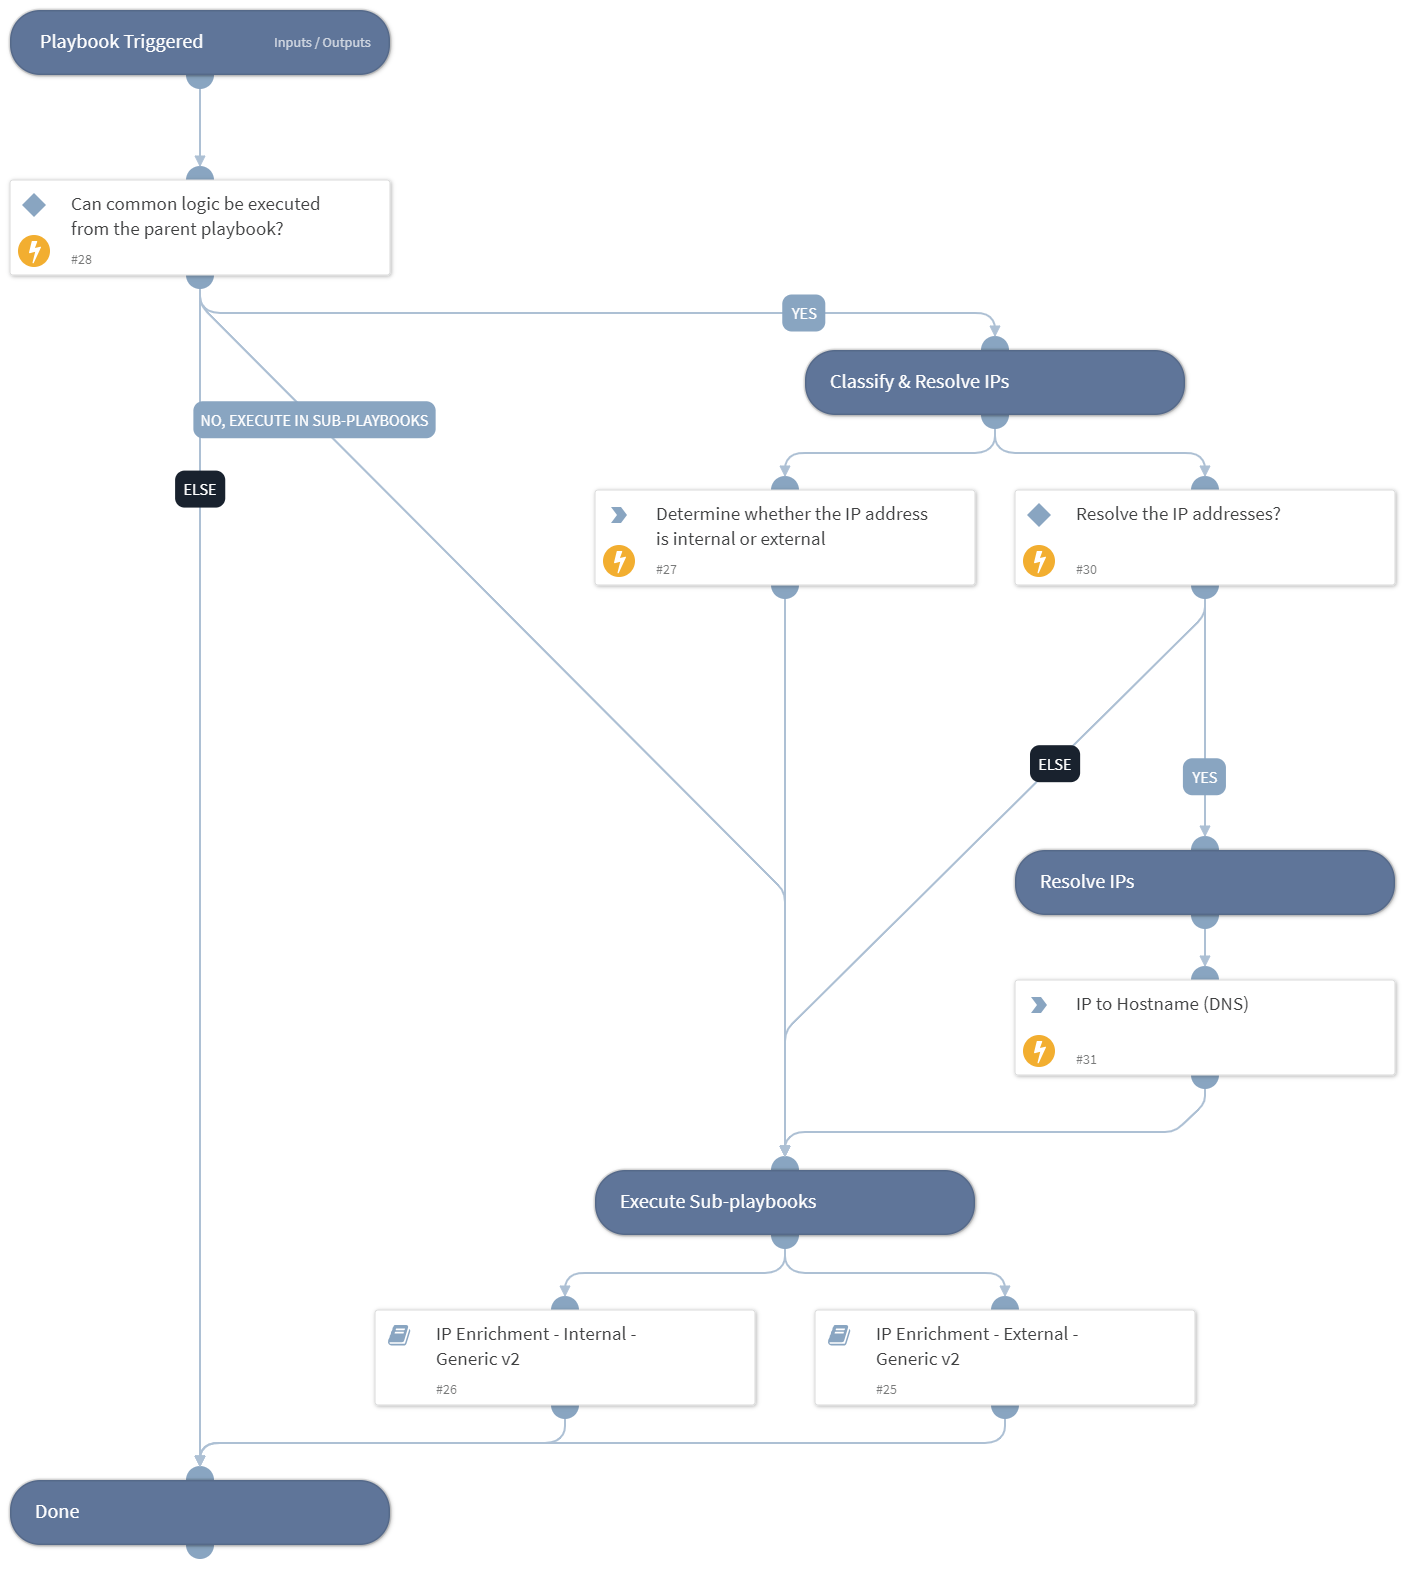 Playbook Triggered
Inputs / Outputs
Can common logic be executed
from the parent playbook?
#28
YES
Classify & Resolve IPs
NO, EXECUTE IN SUB-PLAYBOOKS
ELSE
Determine whether the IP address
is internal or external
#27
Resolve the IP addresses?
#30
ELSE
YES
Resolve IPs
IP to Hostname (DNS)
#31
Execute Sub-playbooks
IP Enrichment - Internal -
Generic v2
#26
IP Enrichment - External -
Generic v2
#25
Done